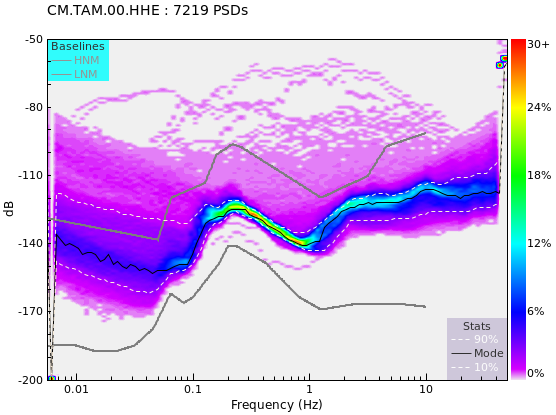 CM.TAM.00.HHE : 7219 PSDs
Baselines
HNM
LNM
-50
-80
-110
-140
-170
-200
dB
0.01
0.1
1
10
Frequency (Hz)
Stats
90%
Mode
10%
30+
24%
18%
12%
6%
0%